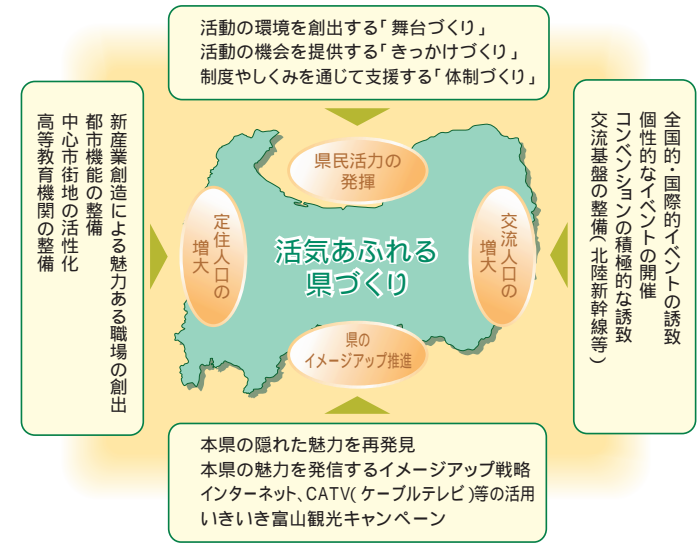 活動の環境を創出する「舞台づくり」
活動の機会を提供する「きっかけづくり」
制度やしくみを通じて支援する「体制づくり」
県民活力の
発揮
新産業創造による魅力ある職場の創出
都市機能の整備
中心市街地の活性化
高等教育機関の整備
定住人口の
増大
活気あふれる
県づくり
交流人口の
増大
全国的・国際的イベントの誘致
個性的なイベントの開催
コンベンションの積極的な誘致
交流基盤の整備(北陸新幹線等)
県の
イメージアップ推進
本県の隠れた魅力を再発見
本県の魅力を発信するイメージアップ戦略
インターネット、CATV(ケーブルテレビ)等の活用
いきいき富山観光キャンペーン